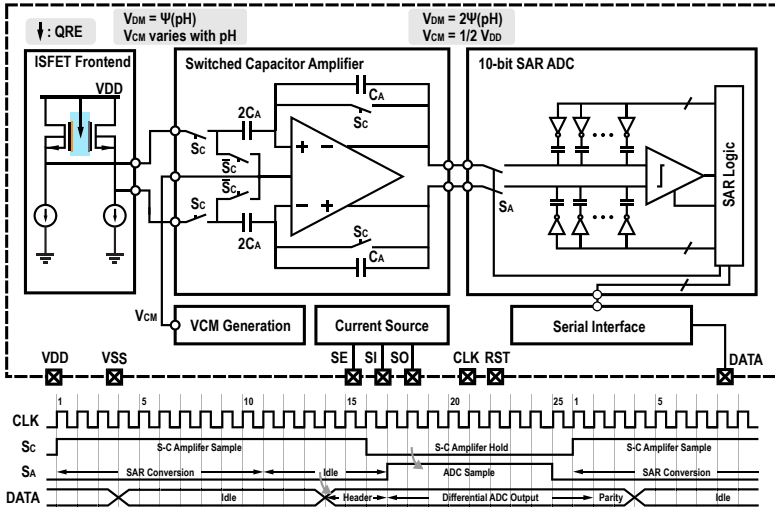 VDM = Ψ(pH)
VCM varies with pH
VDM = 2Ψ(pH)
VCM = 1/2 VDD
: QRE
ISFET Frontend
VDD
Switched Capacitor Amplifier
10-bit SAR ADC
CA
2CA
SC
SC
SC
SC
SC
2CA
SC
CA
SA
SAR Logic
VCM
VCM Generation
Current Source
Serial Interface
VDD
VSS
SE
SI
SO
CLK
RST
DATA
1 5 10 15 20 25 1 5
CLK
SC
S-C Amplifer Sample
S-C Amplifer Hold
S-C Amplifer Sample
SA
SAR Conversion
Idle
ADC Sample
SAR Conversion
DATA
Idle
Header
Differential ADC Output
Parity
Idle